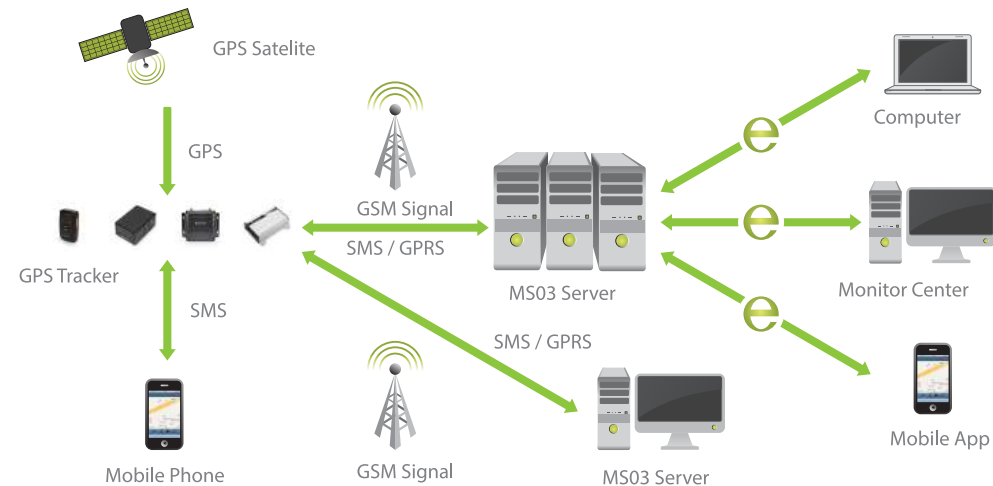 GPS Satelite
GPS
GPS Tracker
SMS
Mobile Phone
GSM Signal
SMS / GPRS
SMS / GPRS
GSM Signal
MS03 Server
MS03 Server
e
e
e
Computer
Monitor Center
Mobile App